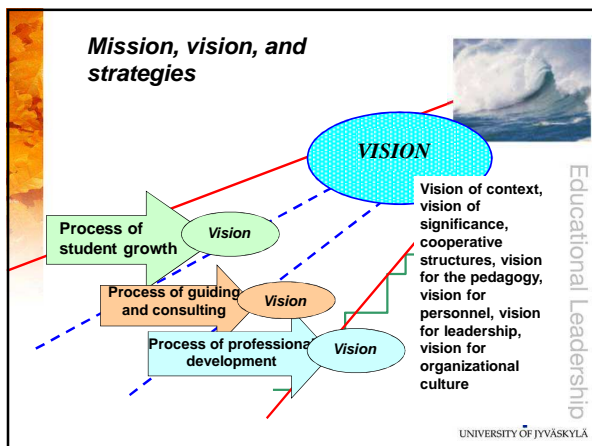 Mission, vision, and
strategies
VISION
Process of
student growth
Vision
Process of guiding
and consulting
Vision
Process of professional
development
Vision
Vision of context,
vision of
significance,
cooperative
structures, vision
for the pedagogy,
vision for
personnel, vision
for leadership,
vision for
organizational
culture
Educational Leadership
UNIVERSITY OF JYVÄSKYLÄ